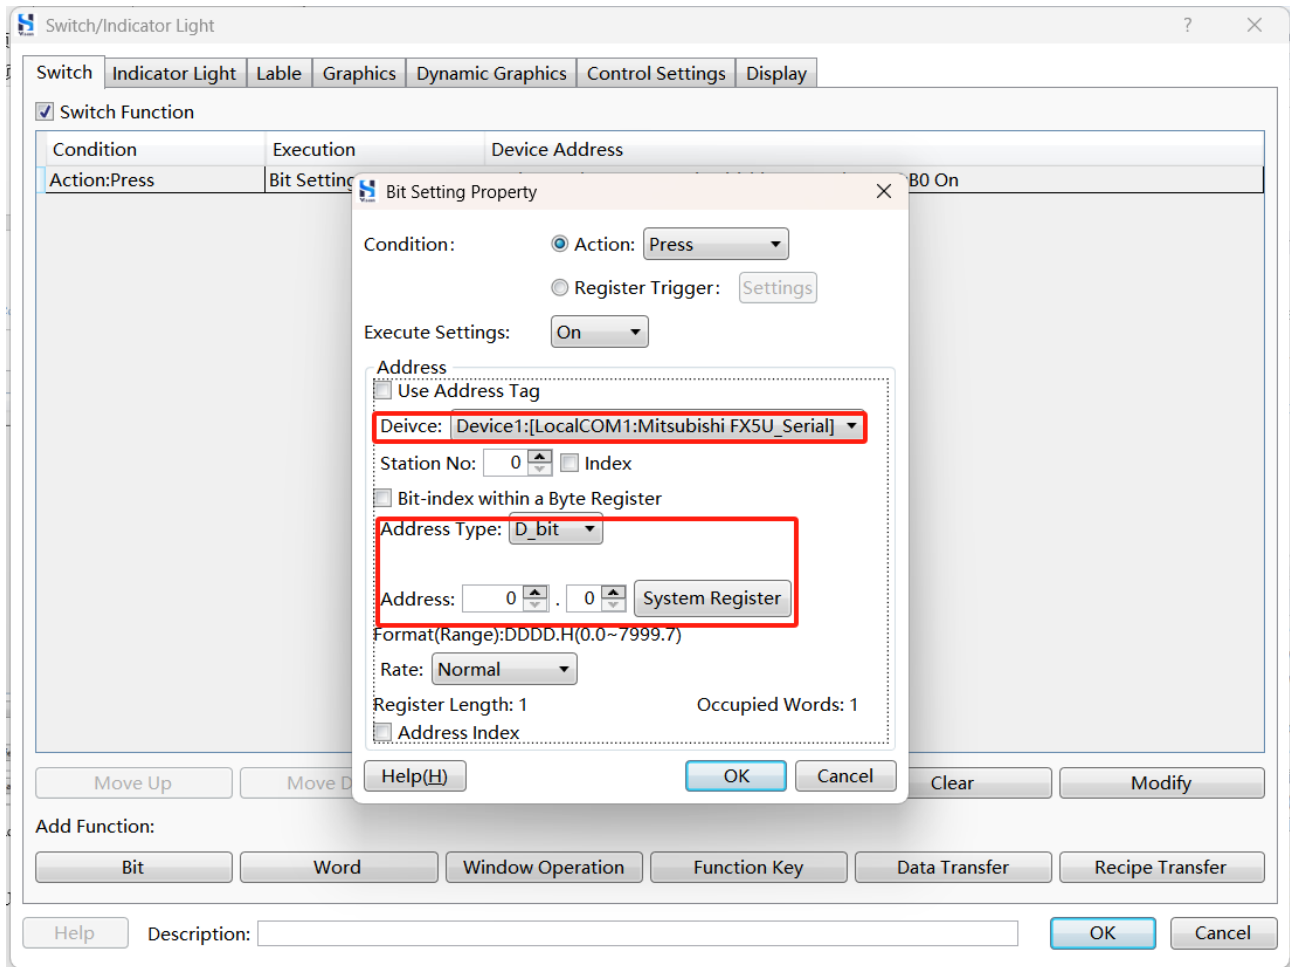 Switch/Indicator Light ?
Switch Indicator Light Lable Graphics Dynamic Graphics Control Settings Display
Switch Function
Condition Execution Device Address
Action:Press Bit Setting B0 On
Bit Setting Property
Condition: Action: Press
Register Trigger: Settings
Execute Settings: On
Address
Use Address Tag
Deivce: Device1:[LocalCOM1:Mitsubishi FX5U_Serial]
Station No: 0 Index
Bit-index within a Byte Register
Address Type: D_bit
Address: 0 . 0 System Register
Format(Range):DDDD.H(0.0~7999.7)
Rate: Normal
Register Length: 1 Occupied Words: 1
Address Index
Help(H) OK Cancel
Move Up Move D Clear Modify
Add Function:
Bit Word Window Operation Function Key Data Transfer Recipe Transfer
Help Description: OK Cancel